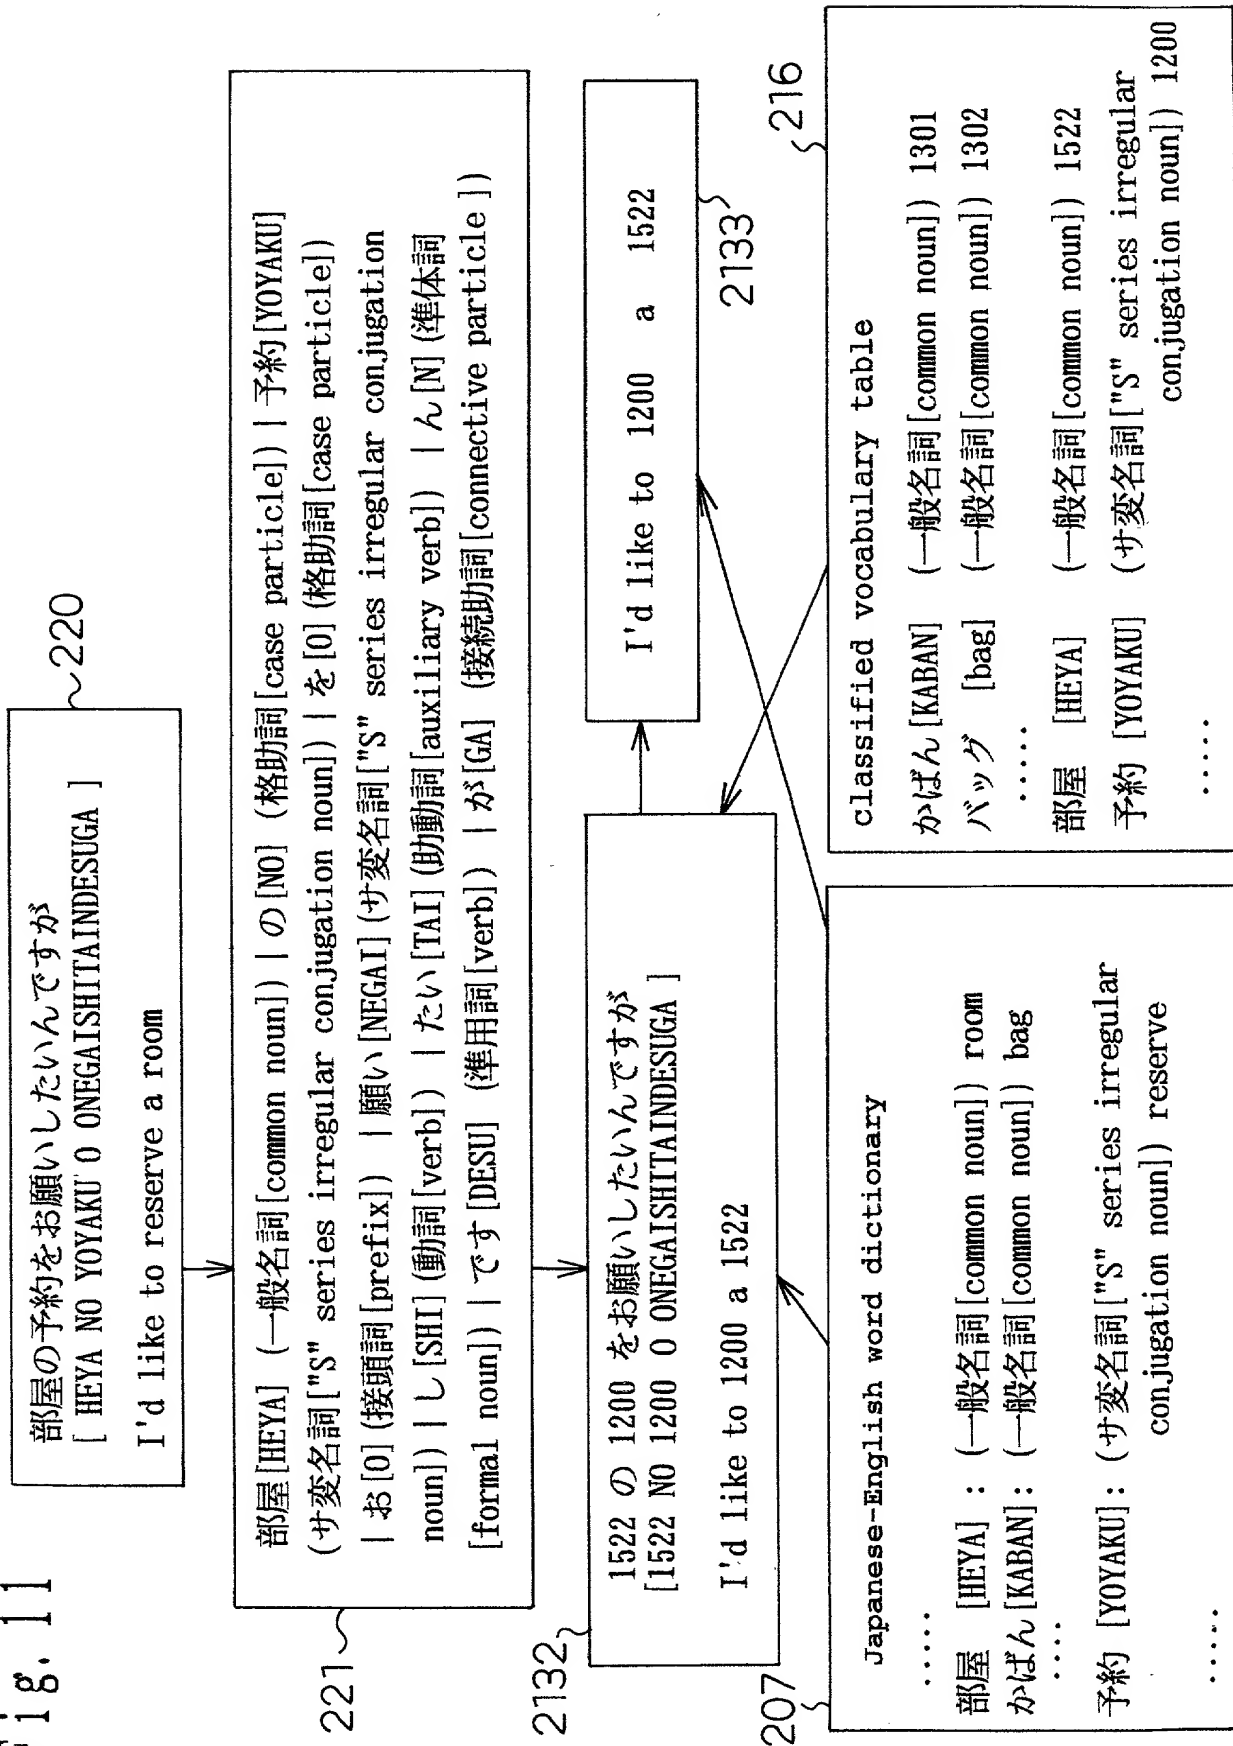 Fig. 11
220
部屋の予約をお願いしたいんですが
[ HEYA NO YOYAKU O ONEGAISHITAINDESUGA ]
I'd like to reserve a room
221
部屋[HEYA] (一般名詞[common noun]) | の[NO] (格助詞[case particle]) | 予約[YOYAKU]
(サ変名詞["S" series irregular conjugation noun]) | を[O](格助詞[case particle])
| お[O](接頭詞[prefix]) | 願い[NEGAI](サ変名詞["S" series irregular conjugation
noun]) | し[SHI](動詞[verb]) | たい[TAI](助動詞[auxiliary verb]) | ん[N](準体詞
[formal noun]) | です[DESU] (準用詞[verb]) | が[GA] (接続助詞[connective particle ])
2132
1522 の 1200 をお願いしたいんですが
[1522 NO 1200 O ONEGAISHITAINDESUGA ]
I'd like to 1200 a 1522
I'd like to 1200 a 1522
2133
207
Japanese-English word dictionary
.....
部屋 [HEYA] : (一般名詞[common noun]) room
かばん[KABAN]: (一般名詞[common noun]) bag
....
予約 [YOYAKU]: (サ変名詞["S" series irregular
conjugation noun]) reserve
.....
216
classified vocabulary table
かばん[KABAN] (一般名詞[common noun]) 1301
バッグ [bag] (一般名詞[common noun]) 1302
.....
部屋 [HEYA] (一般名詞[common noun]) 1522
予約 [YOYAKU] (サ変名詞["S" series irregular
conjugation noun]) 1200
.....